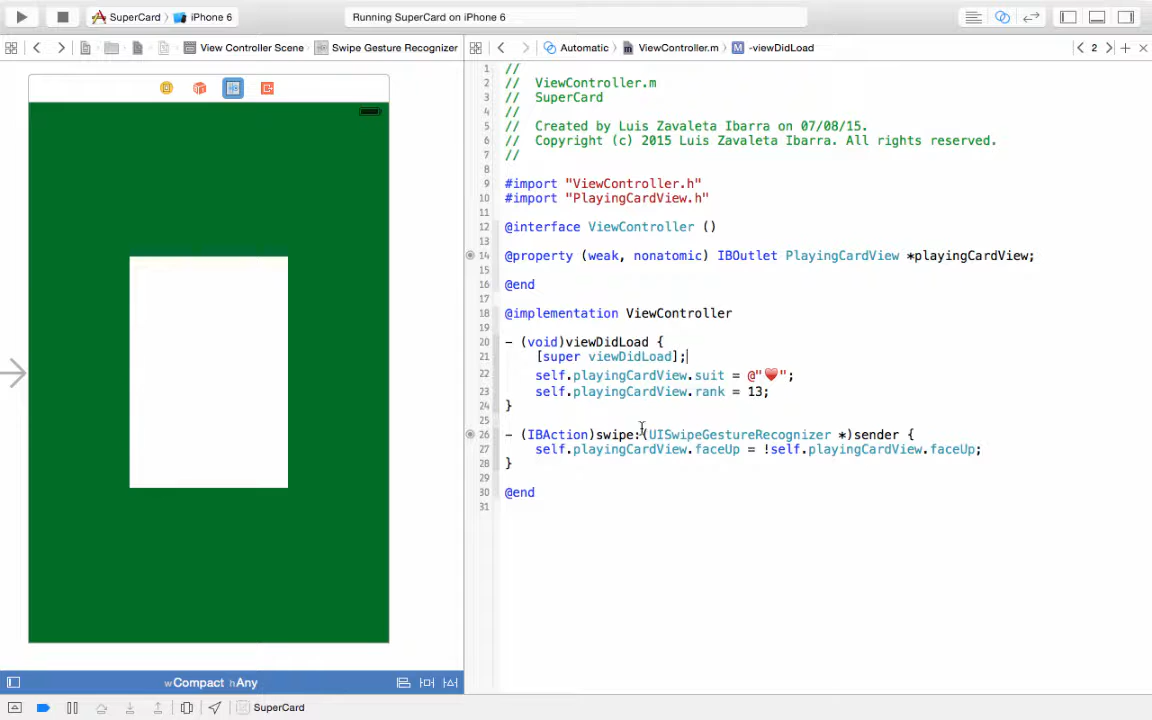 SuperCard
iPhone 6
Running SuperCard on iPhone 6
View Controller Scene
Swipe Gesture Recognizer
Automatic
ViewController.m
M
-viewDidLoad
2
1 //
2 //  ViewController.m
3 //  SuperCard
4 //
5 //  Created by Luis Zavaleta Ibarra on 07/08/15.
6 //  Copyright (c) 2015 Luis Zavaleta Ibarra. All rights reserved.
7 //
8
9 #import "ViewController.h"
10 #import "PlayingCardView.h"
11
12 @interface ViewController ()
13
14 @property (weak, nonatomic) IBOutlet PlayingCardView *playingCardView;
15
16 @end
17
18 @implementation ViewController
19
20 - (void)viewDidLoad {
21     [super viewDidLoad];
22     self.playingCardView.suit = @"♥";
23     self.playingCardView.rank = 13;
24 }
25
26 - (IBAction)swipe:(UISwipeGestureRecognizer *)sender {
27     self.playingCardView.faceUp = !self.playingCardView.faceUp;
28 }
29
30 @end
31
wCompact hAny
SuperCard